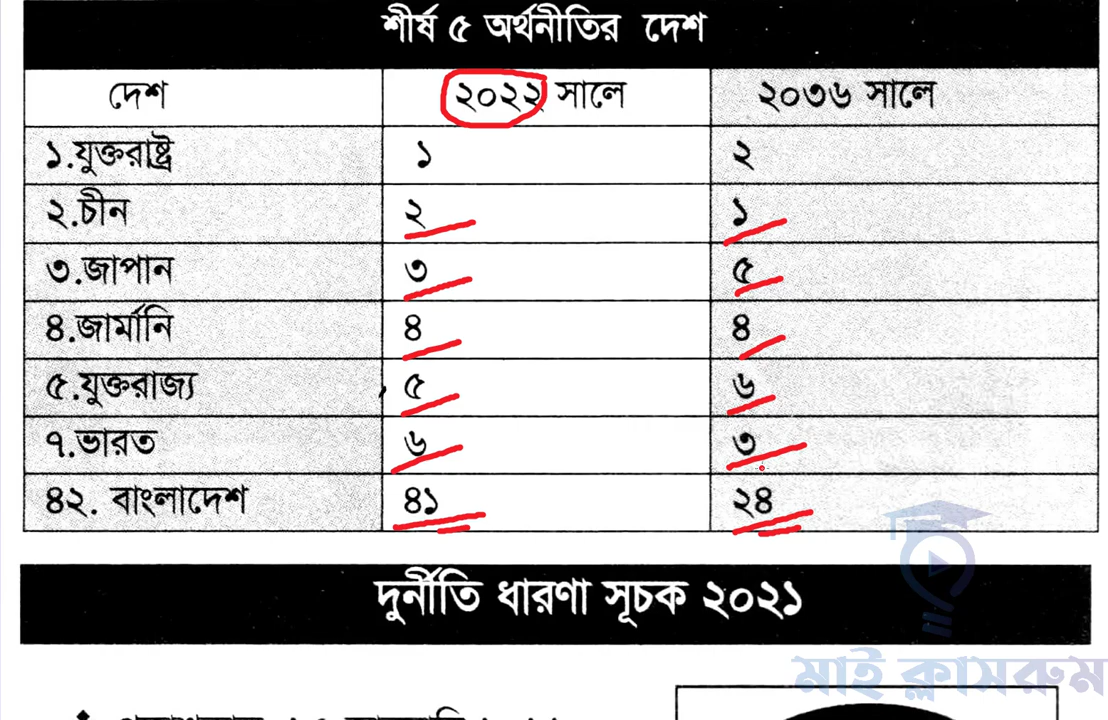 শীর্ষ ৫ অর্থনীতির দেশ
দেশ ২০২২ সালে ২০৩৬ সালে
১.যুক্তরাষ্ট্র ১ ২
২.চীন ২ ১
৩.জাপান ৩ ৫
৪.জার্মানি ৪ ৪
৫.যুক্তরাজ্য ৫ ৬
৭.ভারত ৬ ৩
৪২. বাংলাদেশ ৪১ ২৪
দুর্নীতি ধারণা সূচক ২০২১
মাই ক্লাসরুম